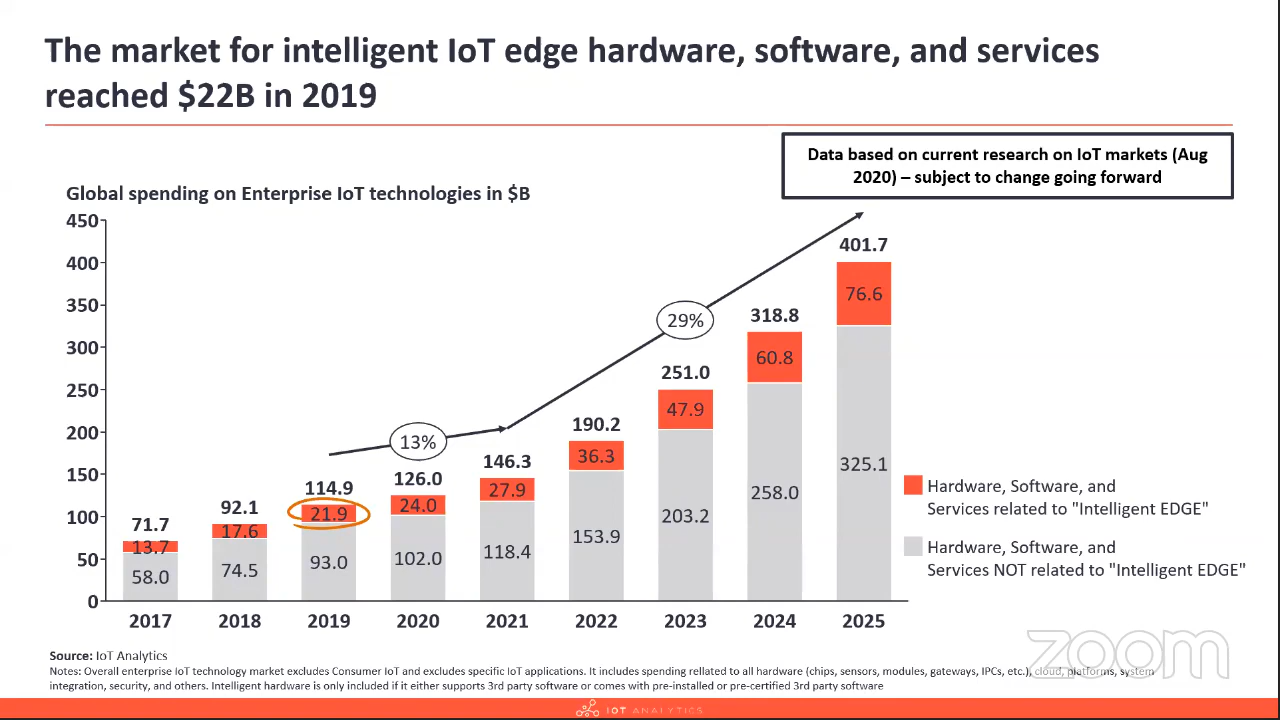 The market for intelligent IoT edge hardware, software, and services
reached $22B in 2019
Data based on current research on IoT markets (Aug
2020) – subject to change going forward
Global spending on Enterprise IoT technologies in $B
450
400
350
300
250
200
150
100
50
0
71.7
13.7
58.0
92.1
17.6
74.5
114.9
21.9
93.0
13%
126.0
24.0
102.0
146.3
27.9
118.4
190.2
36.3
153.9
29%
251.0
47.9
203.2
318.8
60.8
258.0
401.7
76.6
325.1
2017 2018 2019 2020 2021 2022 2023 2024 2025
Hardware, Software, and
Services related to "Intelligent EDGE"
Hardware, Software, and
Services NOT related to "Intelligent EDGE"
Source: IoT Analytics
Notes: Overall enterprise IoT technology market excludes Consumer IoT and excludes specific IoT applications. It includes spending rellated to all hardware (chips, sensors, modules, gateways, IPCs, etc.), cloud, platforms, system
integration, security, and others. Intelligent hardware is only included if it either supports 3rd party software or comes with pre-installed or pre-certified 3rd party software
zoom
IOT ANALYTICS